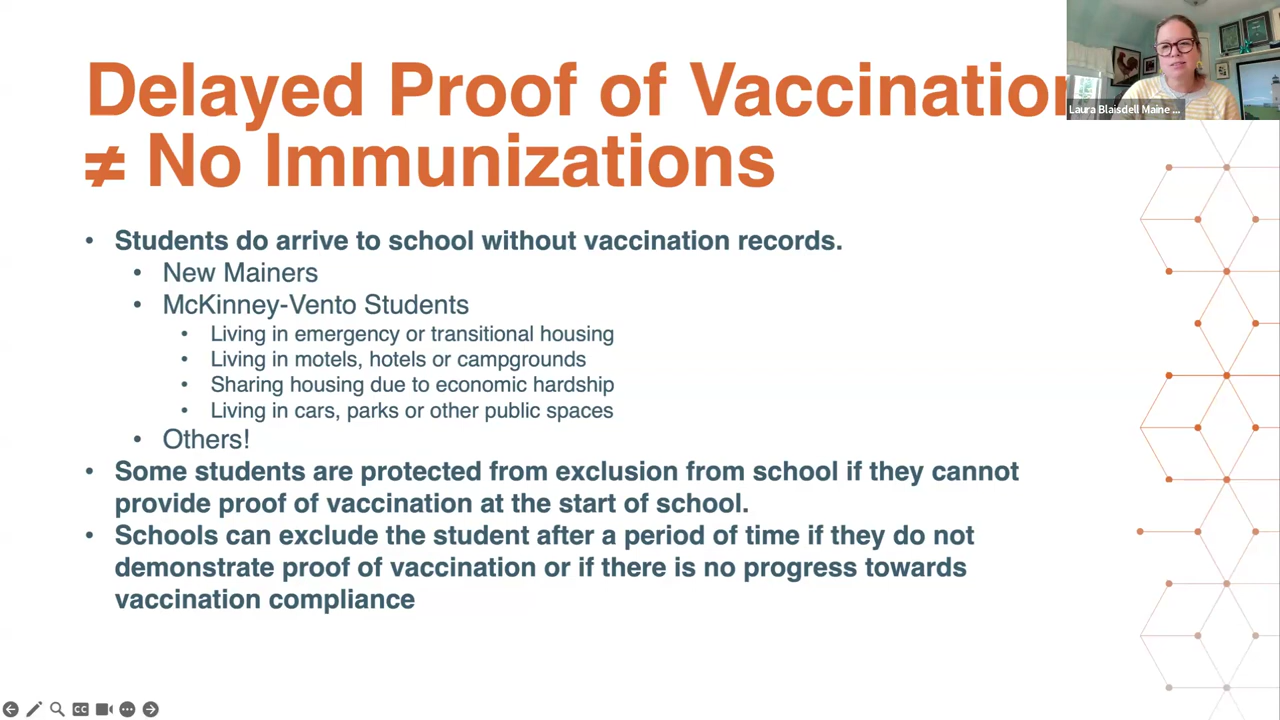 Delayed Proof of Vaccination
≠ No Immunizations
Laura Blaisdell Maine ...
• Students do arrive to school without vaccination records.
• New Mainers
• McKinney-Vento Students
• Living in emergency or transitional housing
• Living in motels, hotels or campgrounds
• Sharing housing due to economic hardship
• Living in cars, parks or other public spaces
• Others!
• Some students are protected from exclusion from school if they cannot
provide proof of vaccination at the start of school.
• Schools can exclude the student after a period of time if they do not
demonstrate proof of vaccination or if there is no progress towards
vaccination compliance
CC